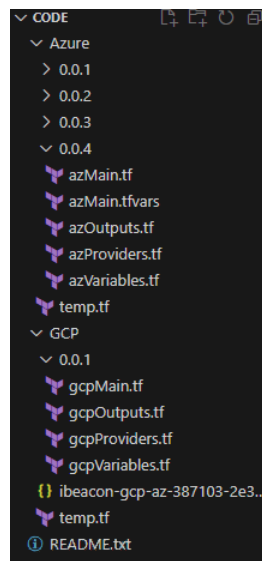 CODE
Azure
0.0.1
0.0.2
0.0.3
0.0.4
azMain.tf
azMain.tfvars
azOutputs.tf
azProviders.tf
azVariables.tf
temp.tf
GCP
0.0.1
gcpMain.tf
gcpOutputs.tf
gcpProviders.tf
gcpVariables.tf
{} ibeacon-gcp-az-387103-2e3...
temp.tf
README.txt